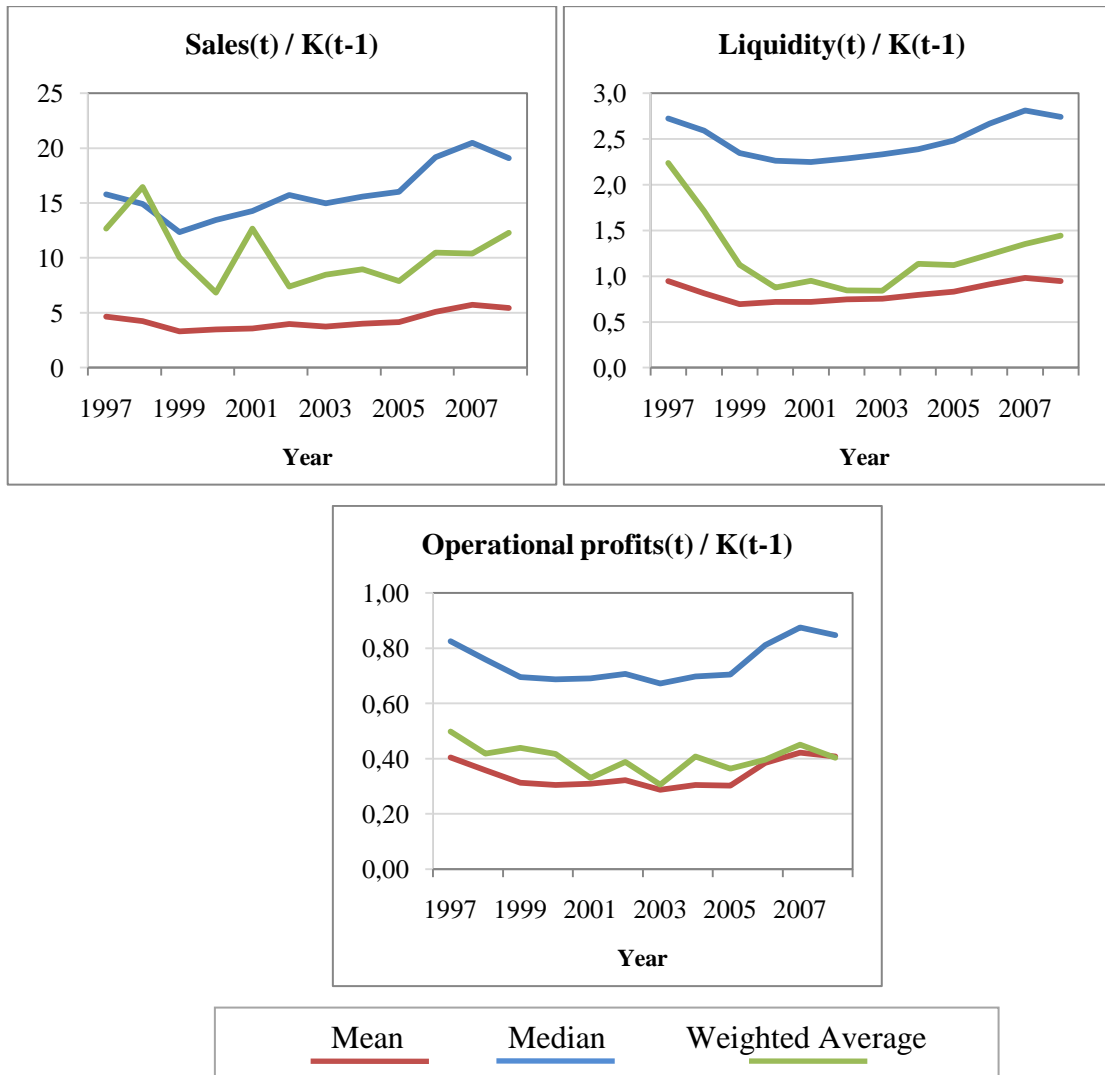 Sales(t) / K(t-1)
25
20
15
10
5
0
1997 1999 2001 2003 2005 2007
Year
Liquidity(t) / K(t-1)
3,0
2,5
2,0
1,5
1,0
0,5
0,0
1997 1999 2001 2003 2005 2007
Year
Operational profits(t) / K(t-1)
1,00
0,80
0,60
0,40
0,20
0,00
1997 1999 2001 2003 2005 2007
Year
Mean Median Weighted Average